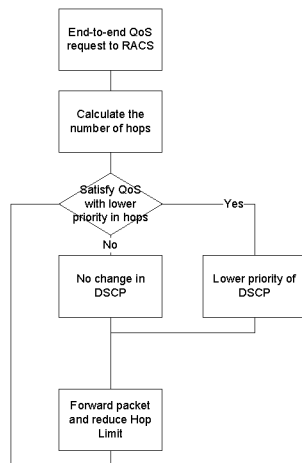 End-to-end QoS
request to RACS
Calculate the
number of hops
Satisfy QoS
with lower
priority in hops
Yes
No
No change in
DSCP
Lower priority of
DSCP
Forward packet
and reduce Hop
Limit